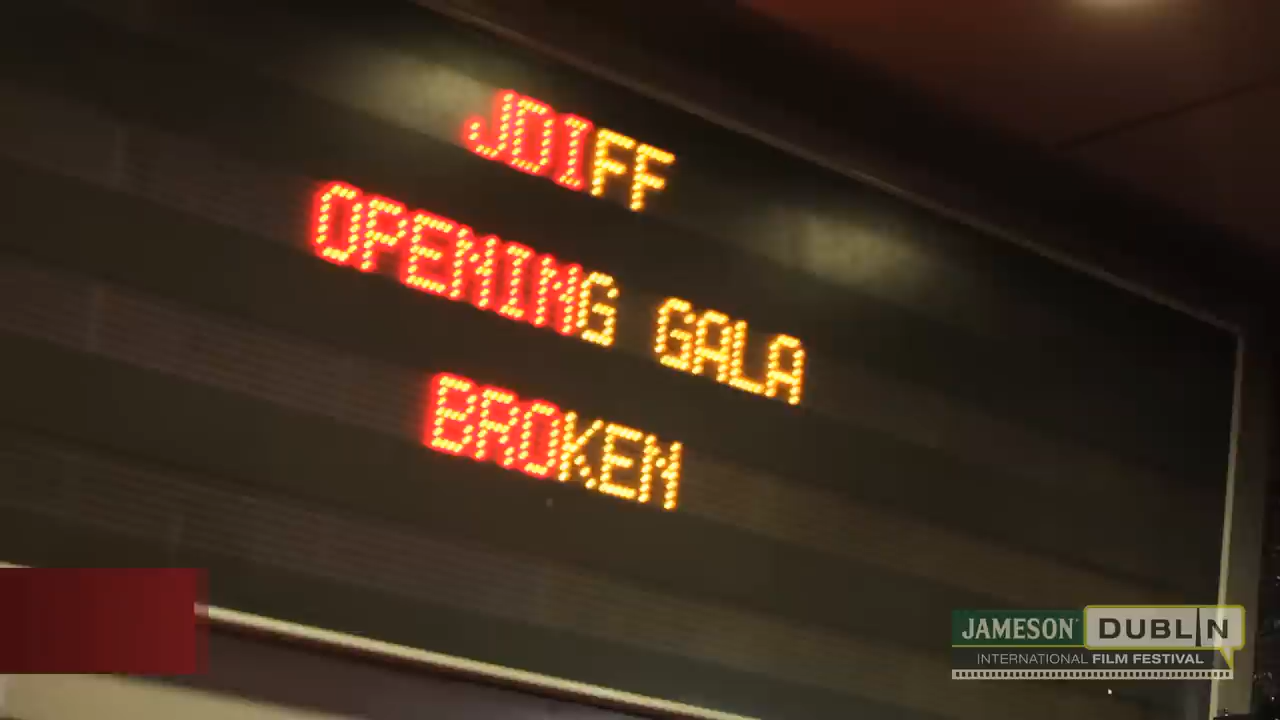 JDIFF
OPENING GALA
BROKEN
JAMESON DUBLIN
INTERNATIONAL FILM FESTIVAL